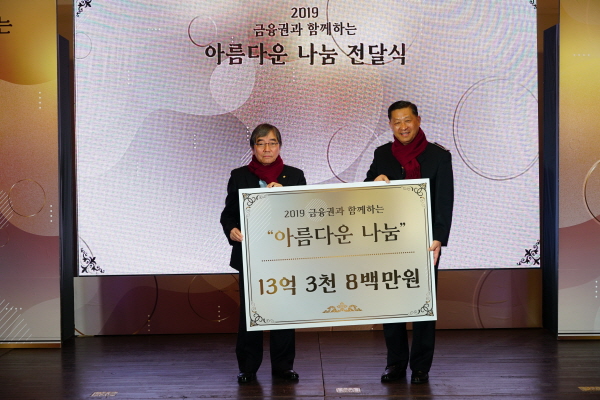 는
2019
금융권과 함께하는
아름다운 나눔 전달식
2019 금융권과 함께하는
"아름다운 나눔"
13억 3천 8백만원